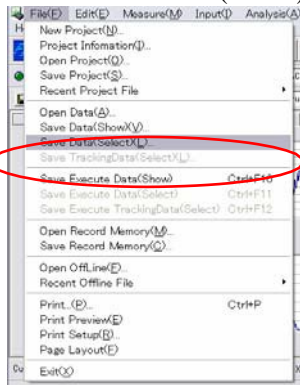 File(F) Edit(E) Measure(M) Input(I) Analysis(A)
New Project(N)...
Project Infomation(I)...
Open Project(O)...
Save Project(S)...
Recent Project File
Open Data(A)...
Save Data(ShowX)(V)...
Save Data(SelectX)(L)...
Save TrackingData(SelectX)(L)...
Save Execute Data(Show) Ctrl+F10
Save Execute Data(Select) Ctrl+F11
Save Execute TrackingData(Select) Ctrl+F12
Open Record Memory(M)...
Save Record Memory(C)...
Open OffLine(F)...
Recent Offline File
Print..(P)... Ctrl+P
Print Preview(E)
Print Setup(R)...
Page Layout(F)
Exit(X)
Cu